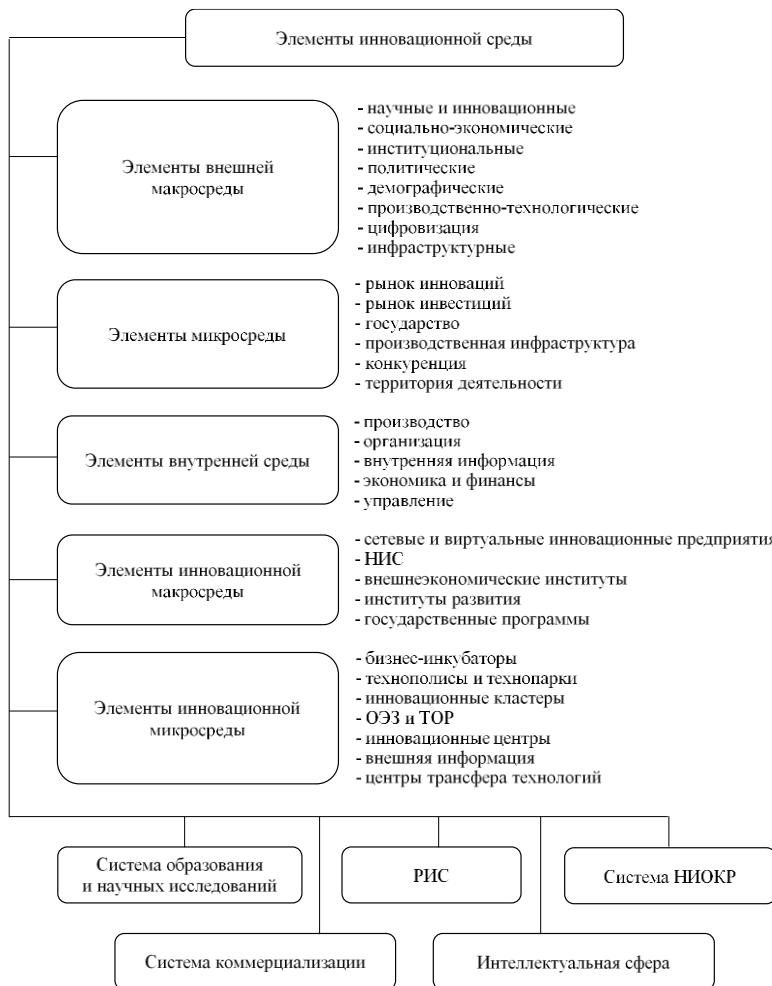 Элементы инновационной среды
Элементы внешней
макросреды
- научные и инновационные
- социально-экономические
- институциональные
- политические
- демографические
- производственно-технологические
- цифровизация
- инфраструктурные
Элементы микросреды
- рынок инноваций
- рынок инвестиций
- государство
- производственная инфраструктура
- конкуренция
- территория деятельности
Элементы внутренней среды
- производство
- организация
- внутренняя информация
- экономика и финансы
- управление
Элементы инновационной
макросреды
- сетевые и виртуальные инновационные предприятия
- НИС
- внешнеэкономические институты
- институты развития
- государственные программы
Элементы инновационной
микросреды
- бизнес-инкубаторы
- технополисы и технопарки
- инновационные кластеры
- ОЭЗ и ТОР
- инновационные центры
- внешняя информация
- центры трансфера технологий
Система образования
и научных исследований
РИС
Система НИОКР
Система коммерциализации
Интеллектуальная сфера